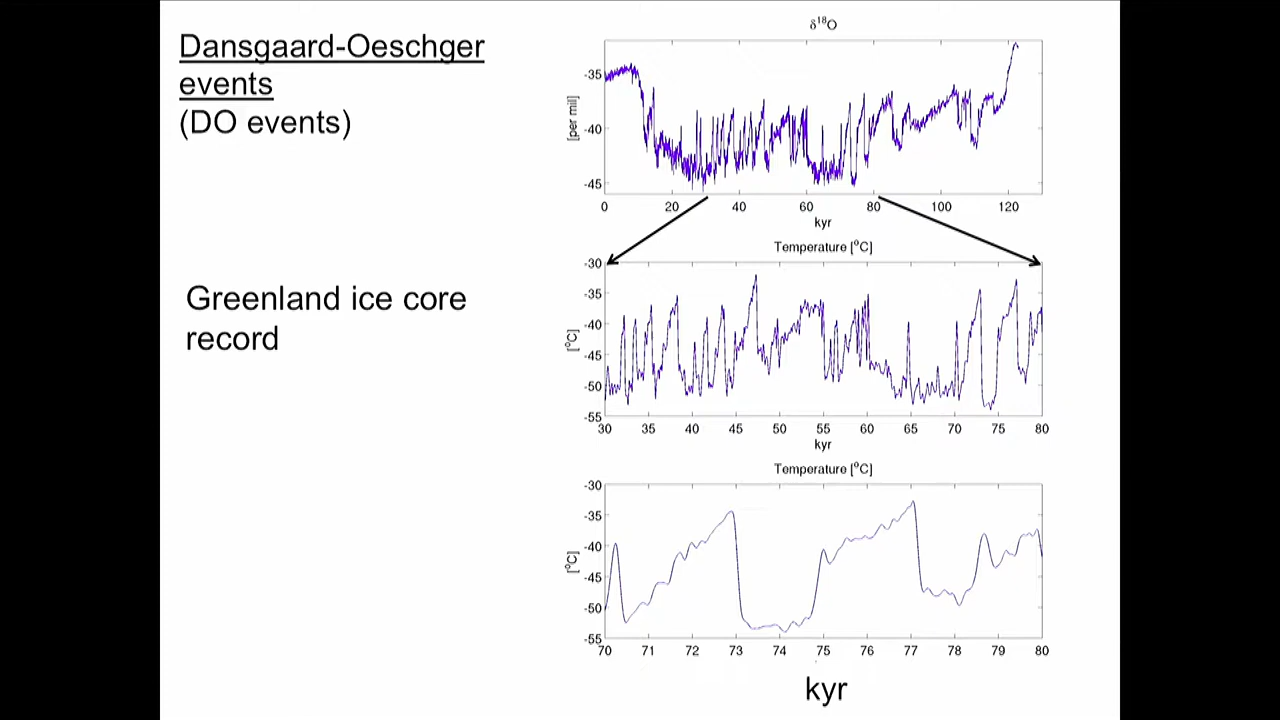 Dansgaard-Oeschger
events
(DO events)
Greenland ice core
record
δ¹⁸O
[per mil]
-35
-40
-45
0 20 40 60 80 100 120
kyr
Temperature [°C]
[°C]
-30
-35
-40
-45
-50
-55
30 35 40 45 50 55 60 65 70 75 80
kyr
Temperature [°C]
[°C]
-30
-35
-40
-45
-50
-55
70 71 72 73 74 75 76 77 78 79 80
kyr